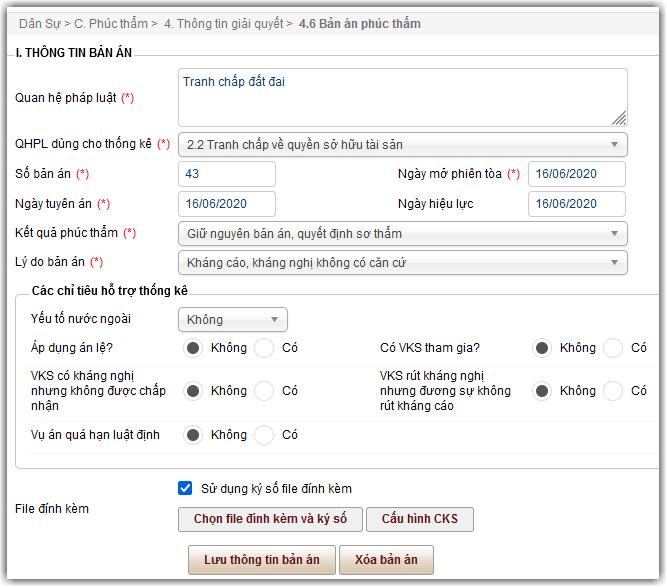 Dân Sự > C. Phúc thẩm > 4. Thông tin giải quyết > 4.6 Bản án phúc thẩm
I. THÔNG TIN BẢN ÁN
Quan hệ pháp luật (*) Tranh chấp đất đai
QHPL dùng cho thống kê (*) 2.2 Tranh chấp về quyền sở hữu tài sản
Số bản án (*) 43 Ngày mở phiên tòa (*) 16/06/2020
Ngày tuyên án (*) 16/06/2020 Ngày hiệu lực 16/06/2020
Kết quả phúc thẩm (*) Giữ nguyên bản án, quyết định sơ thẩm
Lý do bản án (*) Kháng cáo, kháng nghị không có căn cứ
Các chỉ tiêu hỗ trợ thống kê
Yếu tố nước ngoài Không
Áp dụng án lệ? Không Có Có VKS tham gia? Không Có
VKS có kháng nghị
nhưng không được chấp
nhận
Không Có
VKS rút kháng nghị
nhưng đương sự không
rút kháng cáo
Không Có
Vụ án quá hạn luật định Không Có
Sử dụng ký số file đính kèm
File đính kèm
Chọn file đính kèm và ký số Cấu hình CKS
Lưu thông tin bản án Xóa bản án